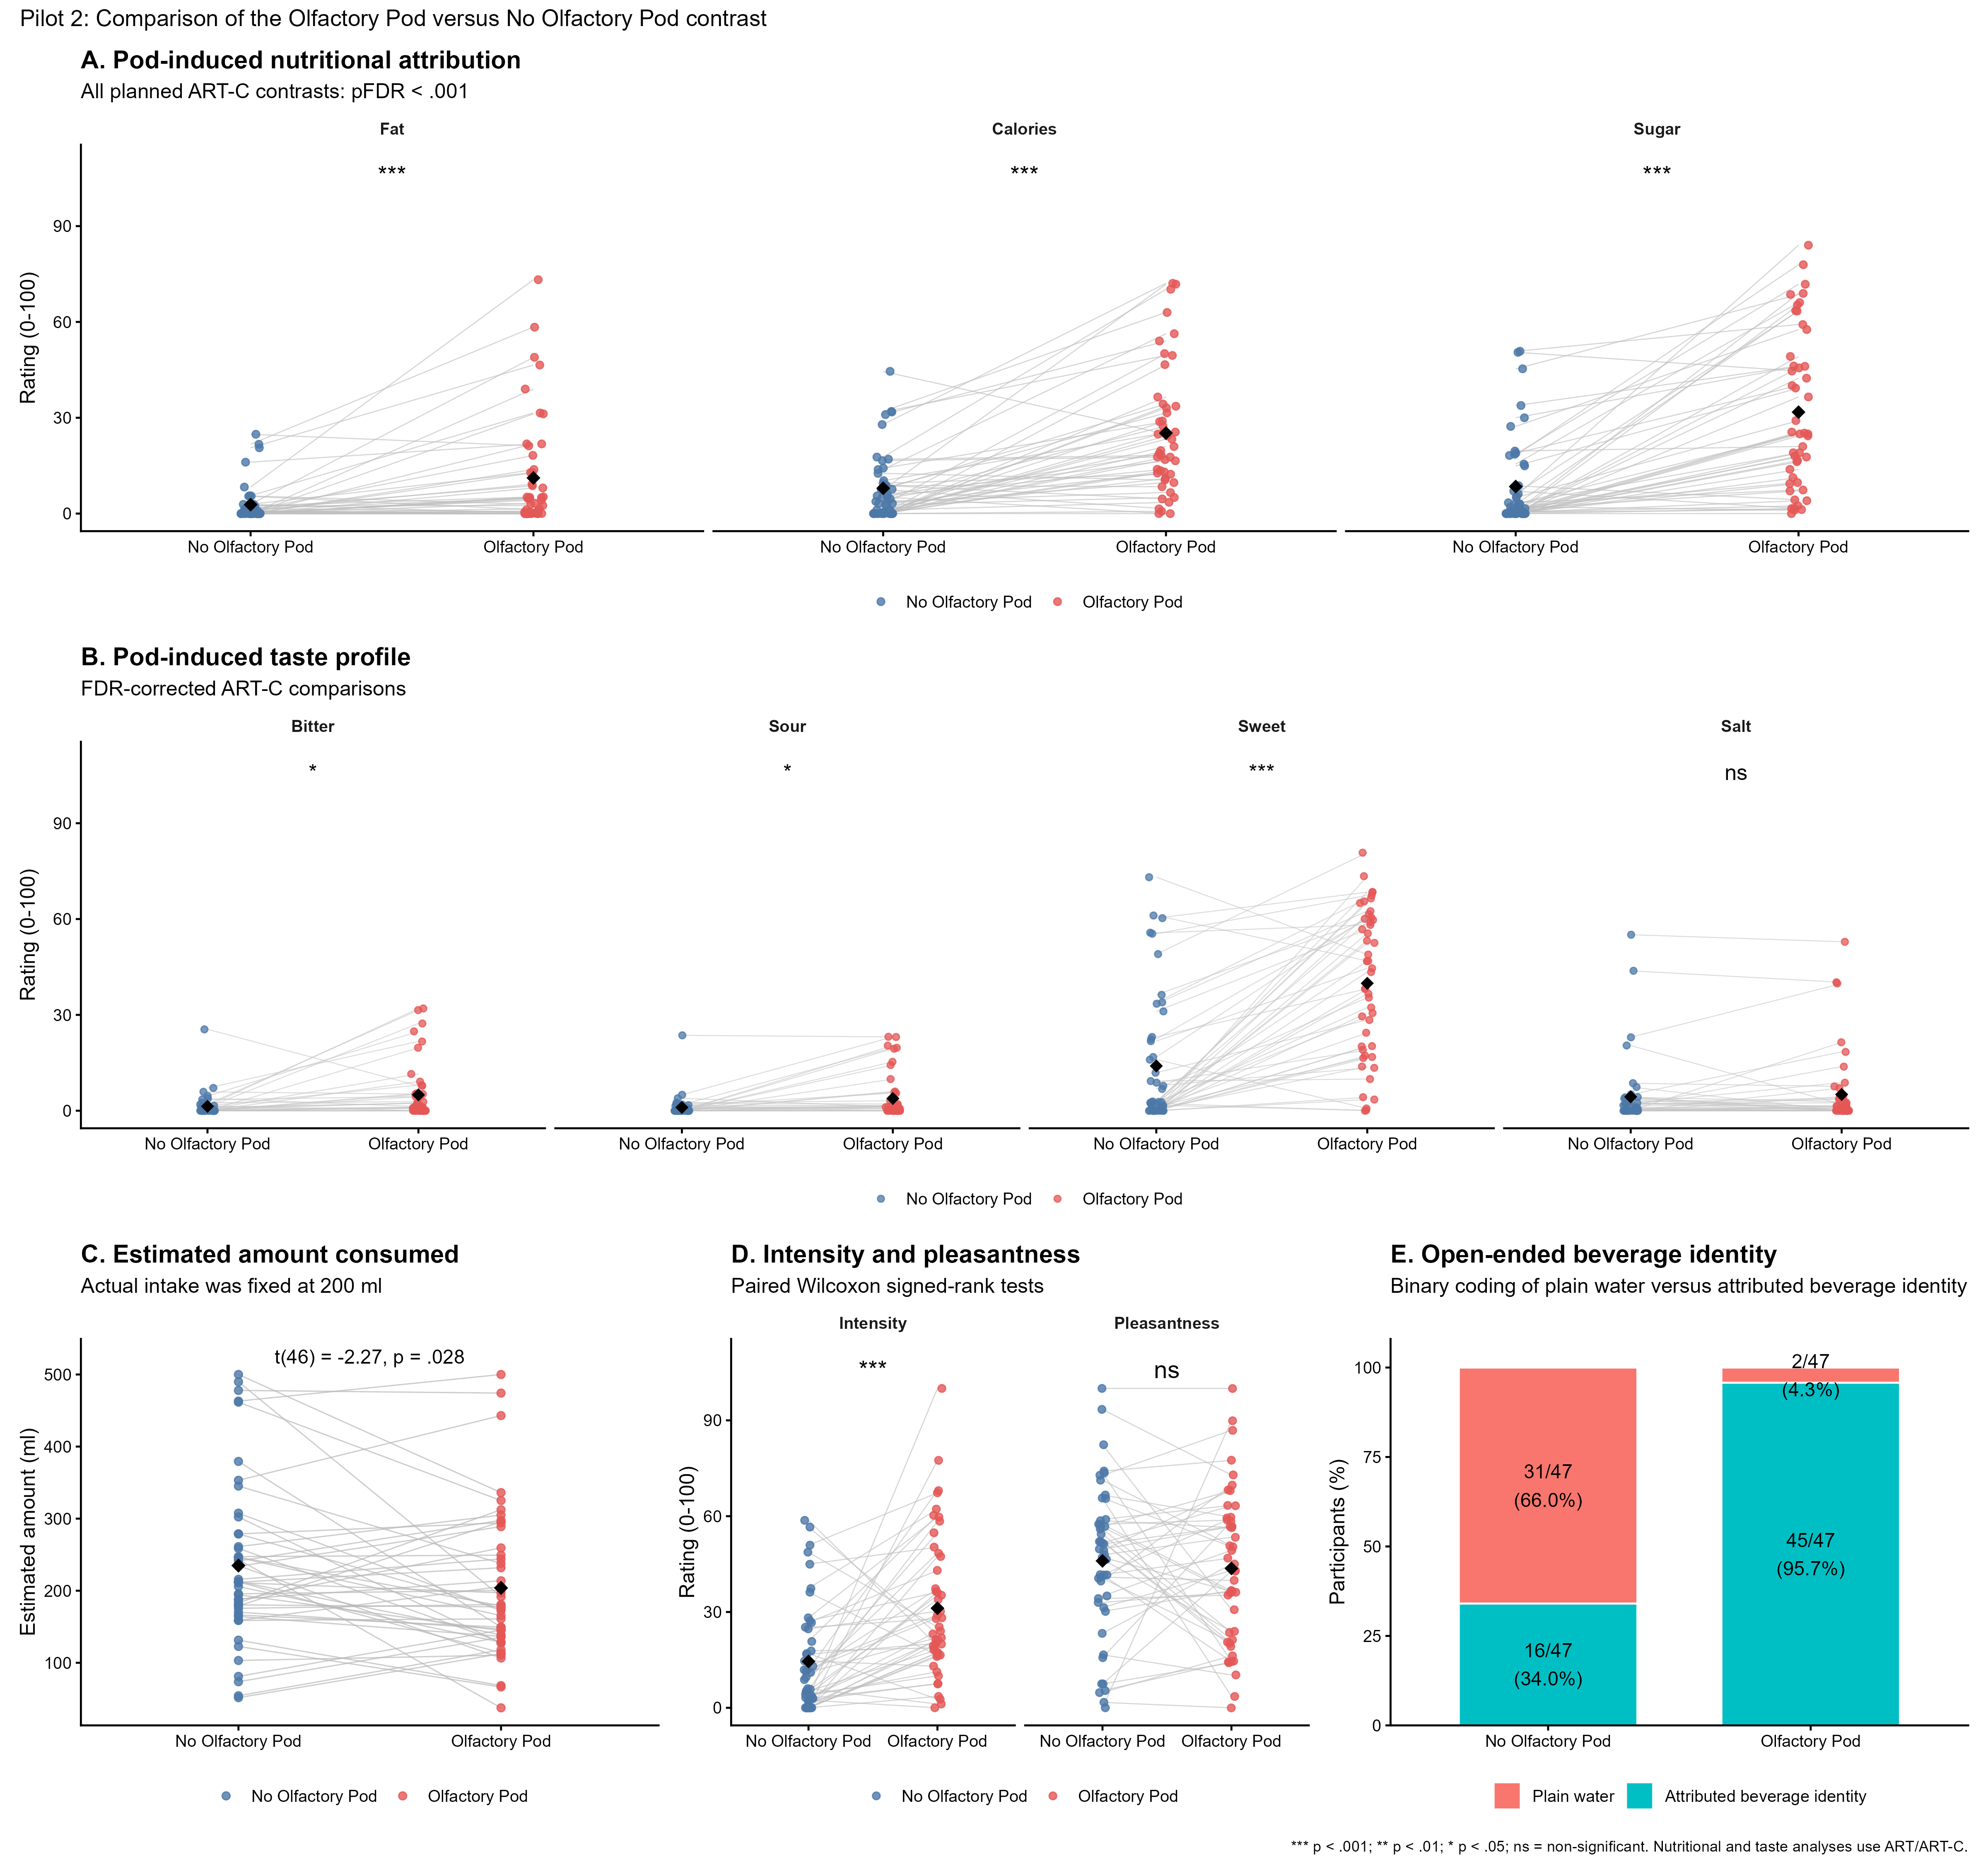 Pilot 2: Comparison of the Olfactory Pod versus No Olfactory Pod contrast
A. Pod-induced nutritional attribution
All planned ART-C contrasts: pFDR < .001
Fat
Calories
Sugar
***
***
***
Rating (0-100)
90
60
30
0
No Olfactory Pod
Olfactory Pod
No Olfactory Pod
Olfactory Pod
No Olfactory Pod
Olfactory Pod
No Olfactory Pod
Olfactory Pod
B. Pod-induced taste profile
FDR-corrected ART-C comparisons
Bitter
Sour
Sweet
Salt
*
*
***
ns
Rating (0-100)
90
60
30
0
No Olfactory Pod
Olfactory Pod
No Olfactory Pod
Olfactory Pod
No Olfactory Pod
Olfactory Pod
No Olfactory Pod
Olfactory Pod
No Olfactory Pod
Olfactory Pod
C. Estimated amount consumed
Actual intake was fixed at 200 ml
t(46) = -2.27, p = .028
Estimated amount (ml)
500
400
300
200
100
No Olfactory Pod
Olfactory Pod
No Olfactory Pod
Olfactory Pod
D. Intensity and pleasantness
Paired Wilcoxon signed-rank tests
Intensity
Pleasantness
***
ns
Rating (0-100)
90
60
30
0
No Olfactory Pod
Olfactory Pod
No Olfactory Pod
Olfactory Pod
No Olfactory Pod
Olfactory Pod
E. Open-ended beverage identity
Binary coding of plain water versus attributed beverage identity
Participants (%)
100
75
50
25
0
31/47
(66.0%)
16/47
(34.0%)
2/47
(4.3%)
45/47
(95.7%)
No Olfactory Pod
Olfactory Pod
Plain water
Attributed beverage identity
*** p < .001; ** p < .01; * p < .05; ns = non-significant. Nutritional and taste analyses use ART/ART-C.